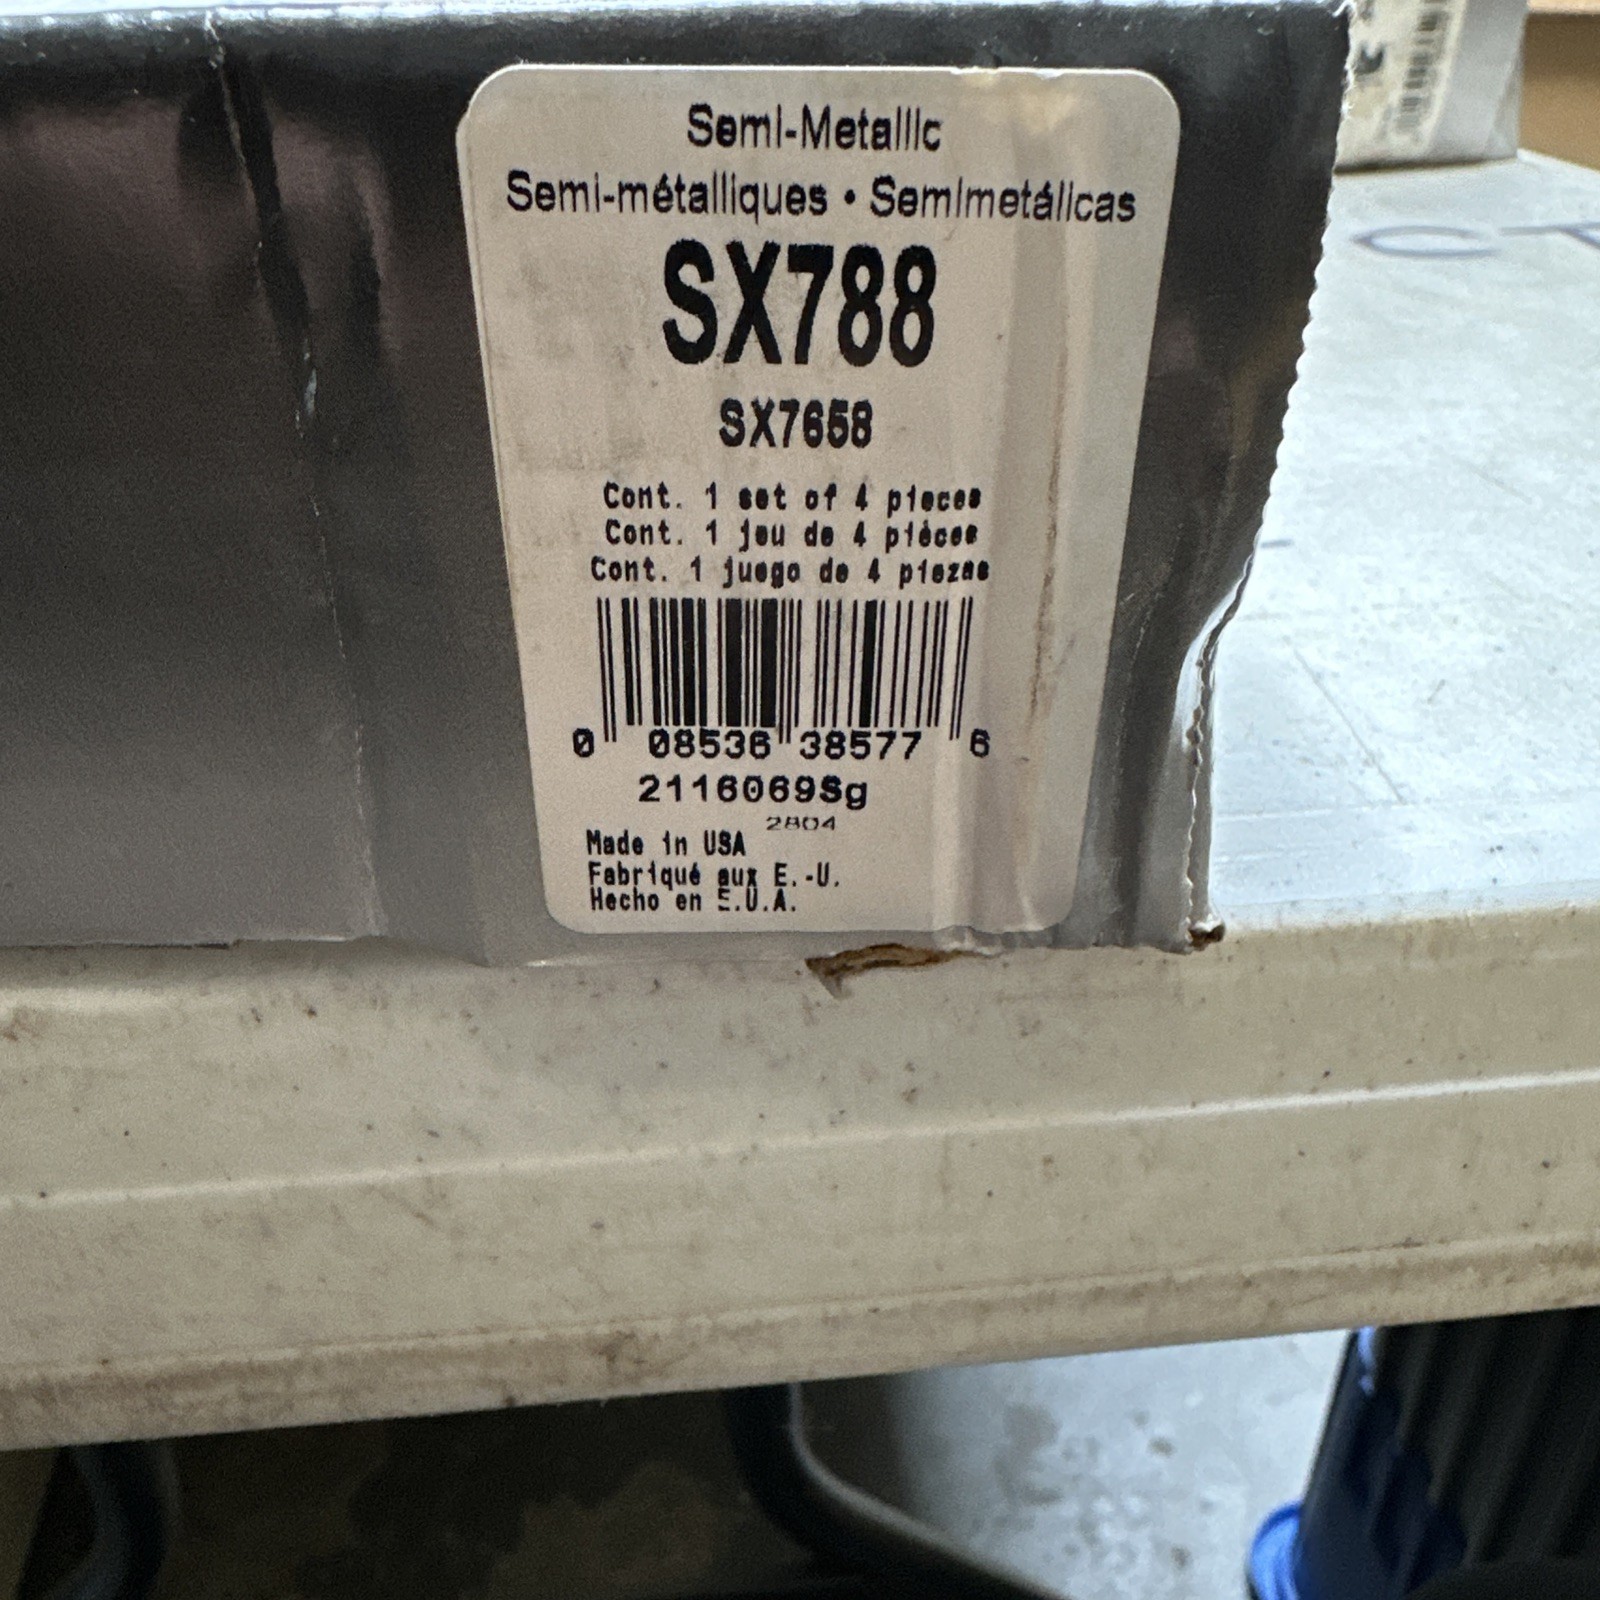 Semi-Metallic
Semi-métalliques • Semimetálicas
SX788
SX7658
Cont. 1 set of 4 pieces
Cont. 1 jeu de 4 pièces
Cont. 1 juego de 4 piezas
0 08536 38577 6
2116069Sg
2804
Made in USA
Fabriqué aux E.-U.
Hecho en E.U.A.
CT